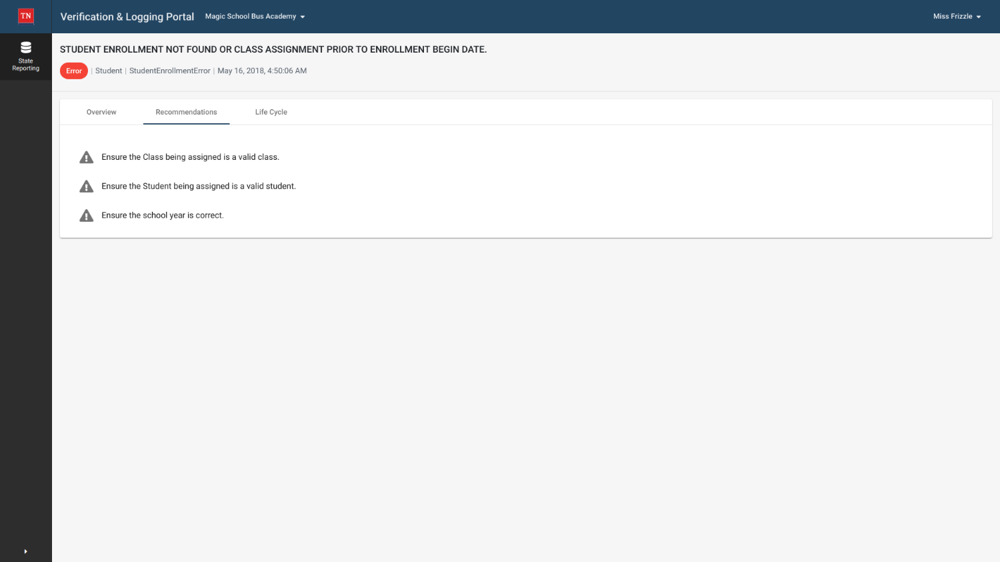 TN
Verification & Logging Portal Magic School Bus Academy
Miss Frizzle
State
Reporting
STUDENT ENROLLMENT NOT FOUND OR CLASS ASSIGNMENT PRIOR TO ENROLLMENT BEGIN DATE.
Error | Student | StudentEnrollmentError | May 16, 2018, 4:50:06 AM
Overview Recommendations Life Cycle
Ensure the Class being assigned is a valid class.
Ensure the Student being assigned is a valid student.
Ensure the school year is correct.